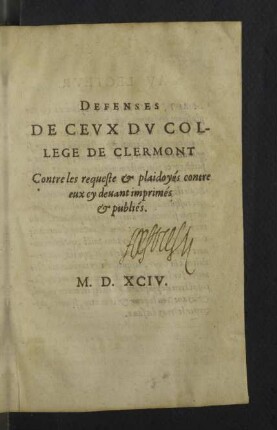 DEFENSES
DE CEVX DV COL-
LEGE DE CLERMONT
Contre les requeste & plaidoyés contre
eux cy deuant imprimés
& publiés.
M. D. XCIV.